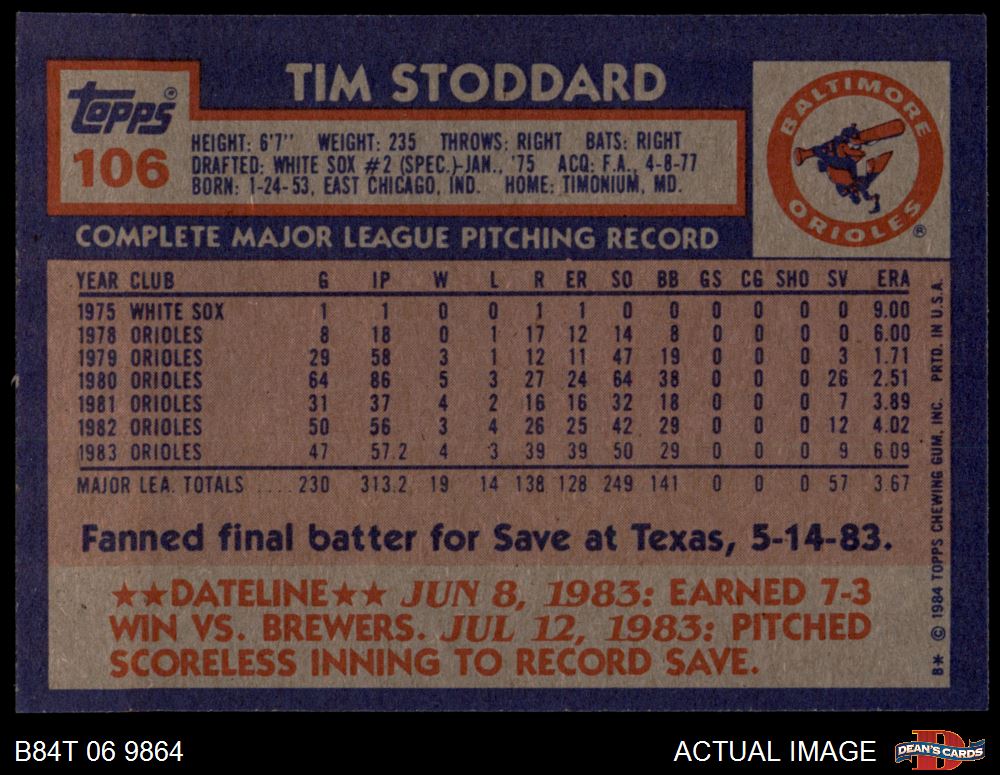 TIM STODDARD
topps®
106
HEIGHT: 6'7'' WEIGHT: 235 THROWS: RIGHT BATS: RIGHT
DRAFTED: WHITE SOX #2 (SPEC.)-JAN., '75 ACQ: F.A., 4-8-77
BORN: 1-24-53, EAST CHICAGO, IND. HOME: TIMONIUM, MD.
BALTIMORE
ORIOLES®
COMPLETE MAJOR LEAGUE PITCHING RECORD
YEAR CLUB G IP W L R ER SO BB GS CG SHO SV ERA
1975 WHITE SOX 1 1 0 0 1 1 0 0 0 0 0 0 9.00
1978 ORIOLES 8 18 0 1 17 12 14 8 0 0 0 0 6.00
1979 ORIOLES 29 58 3 1 12 11 47 19 0 0 0 3 1.71
1980 ORIOLES 64 86 5 3 27 24 64 38 0 0 0 26 2.51
1981 ORIOLES 31 37 4 2 16 16 32 18 0 0 0 7 3.89
1982 ORIOLES 50 56 3 4 26 25 42 29 0 0 0 12 4.02
1983 ORIOLES 47 57.2 4 3 39 39 50 29 0 0 0 9 6.09
MAJOR LEA. TOTALS .... 230 313.2 19 14 138 128 249 141 0 0 0 57 3.67
Fanned final batter for Save at Texas, 5-14-83.
★★DATELINE★★ JUN 8, 1983: EARNED 7-3
WIN VS. BREWERS. JUL 12, 1983: PITCHED
SCORELESS INNING TO RECORD SAVE.
8* © 1984 TOPPS CHEWING GUM, INC. PRTD. IN U.S.A.
B84T 06 9864
ACTUAL IMAGE
D
DEAN'S CARDS